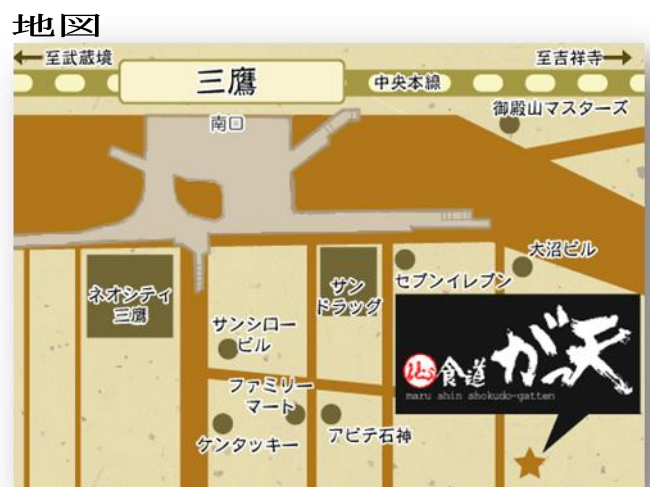 地図
至武蔵境
至吉祥寺
三鷹
中央本線
御殿山マスターズ
南口
大沼ビル
ネオシティ
三鷹
サン
ドラッグ
セブンイレブン
サンシロー
ビル
食道
がっ天
maru shin shokudo-gatten
ファミリー
マート
ケンタッキー
アビテ石神